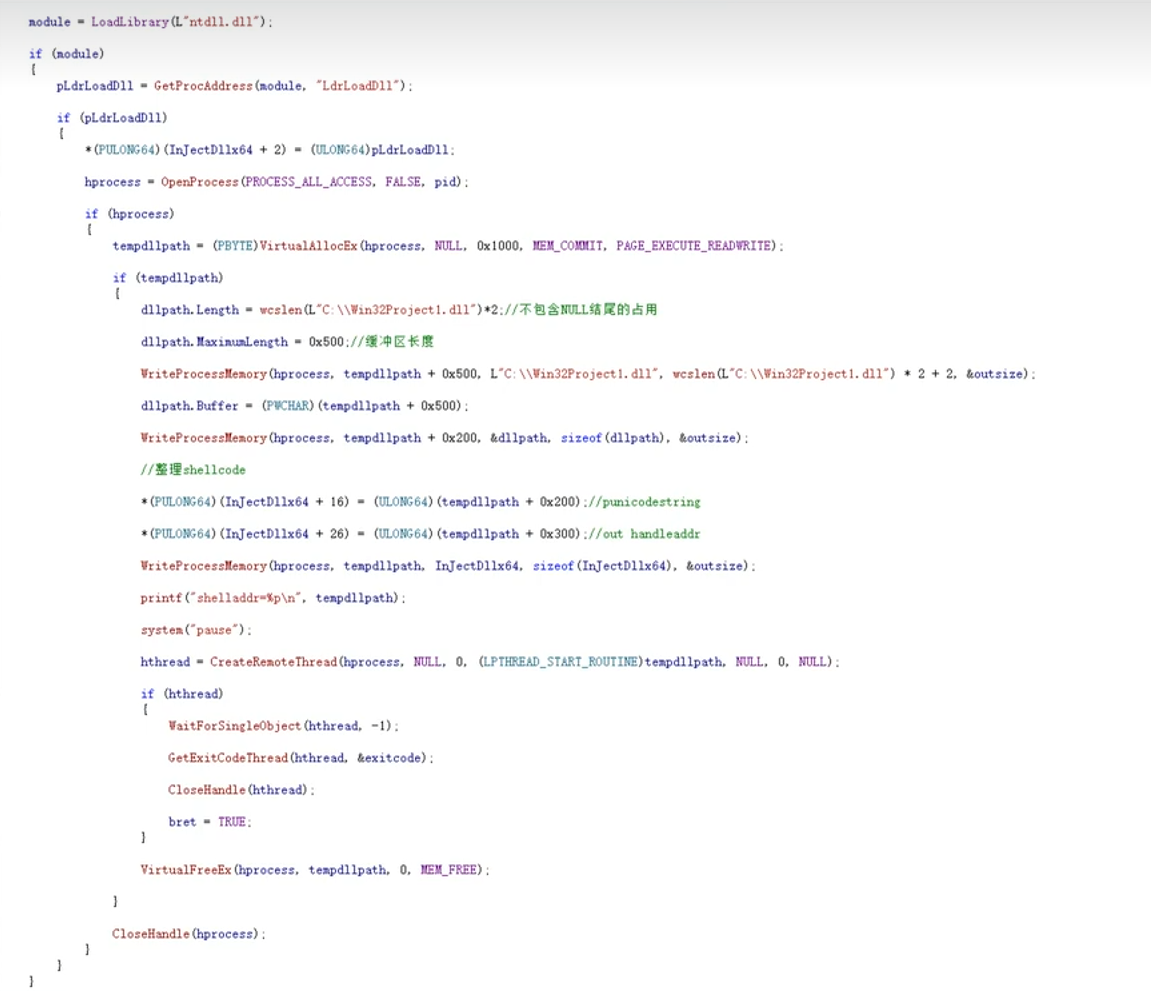 module = LoadLibrary(L"ntdll.dll");
if (module)
{
pLdrLoadDll = GetProcAddress(module, "LdrLoadDll");
if (pLdrLoadDll)
{
*(PULONG64)(InJectDllx64 + 2) = (ULONG64)pLdrLoadDll;
hprocess = OpenProcess(PROCESS_ALL_ACCESS, FALSE, pid);
if (hprocess)
{
tempdllpath = (PBYTE)VirtualAllocEx(hprocess, NULL, 0x1000, MEM_COMMIT, PAGE_EXECUTE_READWRITE);
if (tempdllpath)
{
dllpath.Length = wcslen(L"C:\\Win32Project1.dll")*2;//不包含NULL结尾的占用
dllpath.MaximumLength = 0x500;//缓冲区长度
WriteProcessMemory(hprocess, tempdllpath + 0x500, L"C:\\Win32Project1.dll", wcslen(L"C:\\Win32Project1.dll") * 2 + 2, &outsize);
dllpath.Buffer = (PWCHAR)(tempdllpath + 0x500);
WriteProcessMemory(hprocess, tempdllpath + 0x200, &dllpath, sizeof(dllpath), &outsize);
//整理shellcode
*(PULONG64)(InJectDllx64 + 16) = (ULONG64)(tempdllpath + 0x200);//punicodestring
*(PULONG64)(InJectDllx64 + 26) = (ULONG64)(tempdllpath + 0x300);//out handleaddr
WriteProcessMemory(hprocess, tempdllpath, InJectDllx64, sizeof(InJectDllx64), &outsize);
printf("shelladdr=%p\n", tempdllpath);
system("pause");
hthread = CreateRemoteThread(hprocess, NULL, 0, (LPTHREAD_START_ROUTINE)tempdllpath, NULL, 0, NULL);
if (hthread)
{
WaitForSingleObject(hthread, -1);
GetExitCodeThread(hthread, &exitcode);
CloseHandle(hthread);
bret = TRUE;
}
VirtualFreeEx(hprocess, tempdllpath, 0, MEM_FREE);
}
CloseHandle(hprocess);
}
}
}